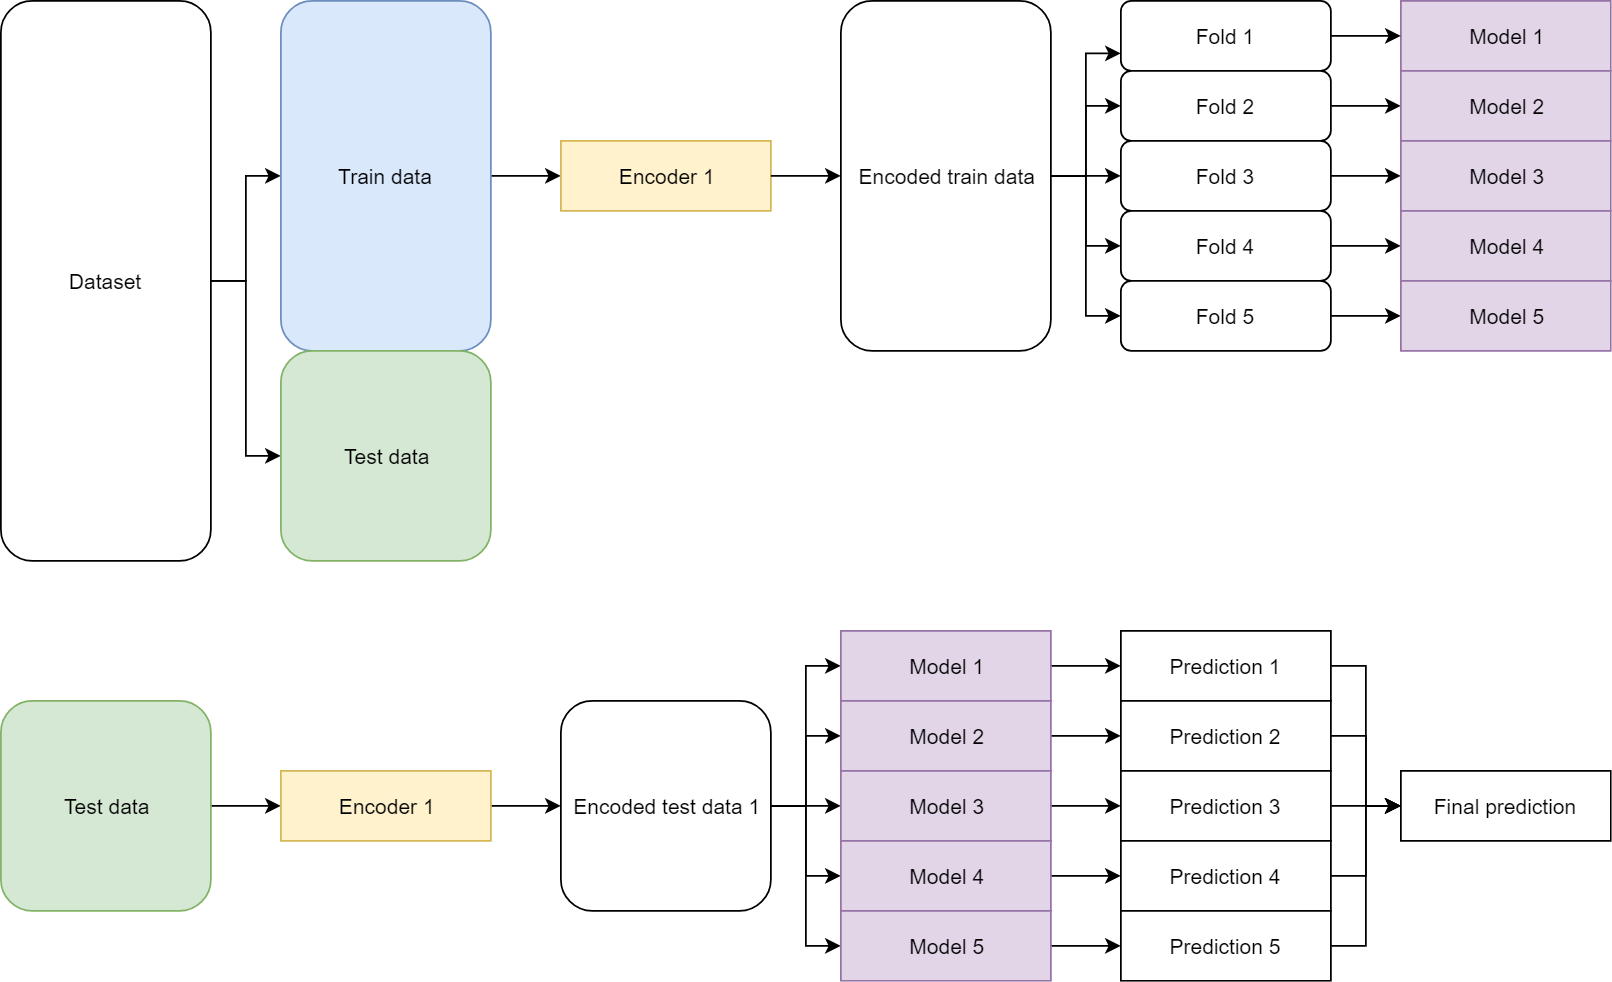 Dataset
Train data
Test data
Encoder 1
Encoded train data
Fold 1
Fold 2
Fold 3
Fold 4
Fold 5
Model 1
Model 2
Model 3
Model 4
Model 5
Test data
Encoder 1
Encoded test data 1
Model 1
Model 2
Model 3
Model 4
Model 5
Prediction 1
Prediction 2
Prediction 3
Prediction 4
Prediction 5
Final prediction